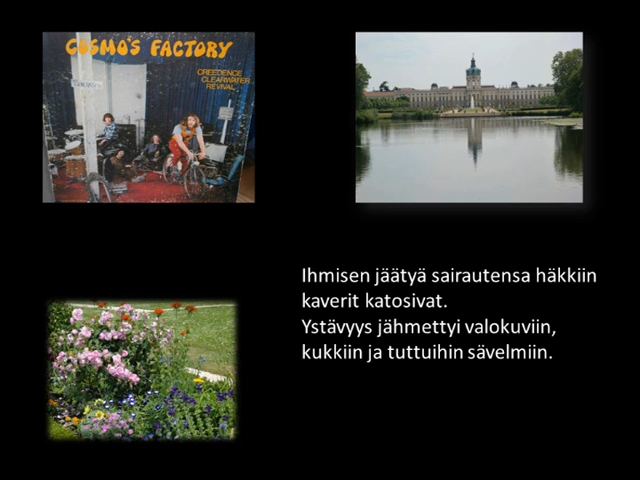 COSMO'S FACTORY
CREEDENCE
CLEARWATER
REVIVAL
Ihmisen jäätyä sairautensa häkkiin
kaverit katosivat.
Ystävyys jähmettyi valokuviin,
kukkiin ja tuttuihin sävelmiin.